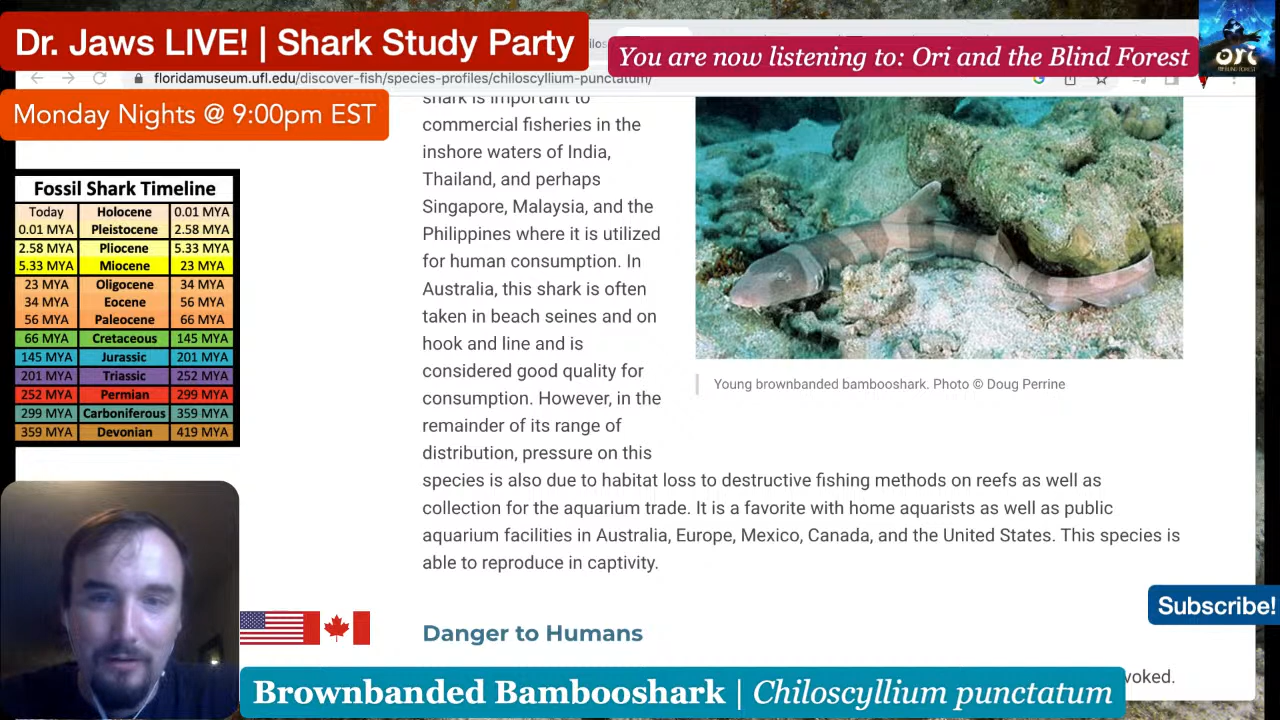 Dr. Jaws LIVE! | Shark Study Party
You are now listening to: Ori and the Blind Forest
ori
floridamuseum.ufl.edu/discover-fish/species-profiles/chiloscyllium-punctatum/
Monday Nights @ 9:00pm EST
Fossil Shark Timeline
Today Holocene 0.01 MYA
0.01 MYA Pleistocene 2.58 MYA
2.58 MYA Pliocene 5.33 MYA
5.33 MYA Miocene 23 MYA
23 MYA Oligocene 34 MYA
34 MYA Eocene 56 MYA
56 MYA Paleocene 66 MYA
66 MYA Cretaceous 145 MYA
145 MYA Jurassic 201 MYA
201 MYA Triassic 252 MYA
252 MYA Permian 299 MYA
299 MYA Carboniferous 359 MYA
359 MYA Devonian 419 MYA
shark is important to
commercial fisheries in the
inshore waters of India,
Thailand, and perhaps
Singapore, Malaysia, and the
Philippines where it is utilized
for human consumption. In
Australia, this shark is often
taken in beach seines and on
hook and line and is
considered good quality for
consumption. However, in the
remainder of its range of
distribution, pressure on this
species is also due to habitat loss to destructive fishing methods on reefs as well as
collection for the aquarium trade. It is a favorite with home aquarists as well as public
aquarium facilities in Australia, Europe, Mexico, Canada, and the United States. This species is
able to reproduce in captivity.
Young brownbanded bambooshark. Photo © Doug Perrine
Subscribe!
Danger to Humans
voked.
Brownbanded Bambooshark | Chiloscyllium punctatum